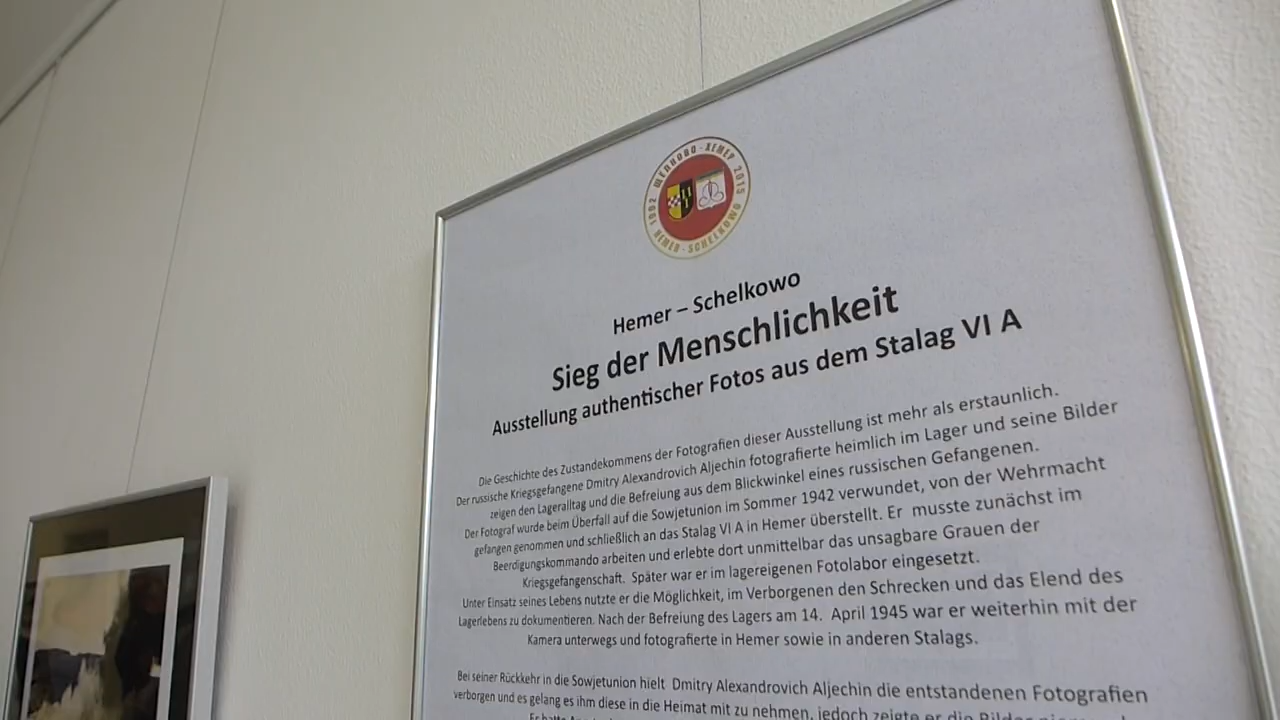 ЩЕЛКОВО - ХЕМЕР
1992
2015
HEMER - SCHELKOWO
Hemer – Schelkowo
Sieg der Menschlichkeit
Ausstellung authentischer Fotos aus dem Stalag VI A
Die Geschichte des Zustandekommens der Fotografien dieser Ausstellung ist mehr als erstaunlich.
Der russische Kriegsgefangene Dmitry Alexandrovich Aljechin fotografierte heimlich im Lager und seine Bilder
zeigen den Lageralltag und die Befreiung aus dem Blickwinkel eines russischen Gefangenen.
Der Fotograf wurde beim Überfall auf die Sowjetunion im Sommer 1942 verwundet, von der Wehrmacht
gefangen genommen und schließlich an das Stalag VI A in Hemer überstellt. Er musste zunächst im
Beerdigungskommando arbeiten und erlebte dort unmittelbar das unsagbare Grauen der
Kriegsgefangenschaft. Später war er im lagereigenen Fotolabor eingesetzt.
Unter Einsatz seines Lebens nutzte er die Möglichkeit, im Verborgenen den Schrecken und das Elend des
Lagerlebens zu dokumentieren. Nach der Befreiung des Lagers am 14. April 1945 war er weiterhin mit der
Kamera unterwegs und fotografierte in Hemer sowie in anderen Stalags.
Bei seiner Rückkehr in die Sowjetunion hielt Dmitry Alexandrovich Aljechin die entstandenen Fotografien
verborgen und es gelang es ihm diese in die Heimat mit zu nehmen, jedoch zeigte er die Bilder